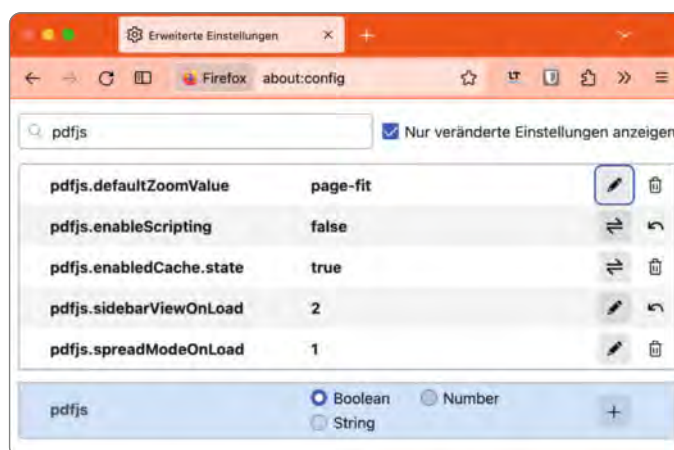 Erweiterte Einstellungen
Firefox about:config
LT
pdfjs
Nur veränderte Einstellungen anzeigen
pdfjs.defaultZoomValue page-fit
pdfjs.enableScripting false
pdfjs.enabledCache.state true
pdfjs.sidebarViewOnLoad 2
pdfjs.spreadModeOnLoad 1
pdfjs Boolean Number
String